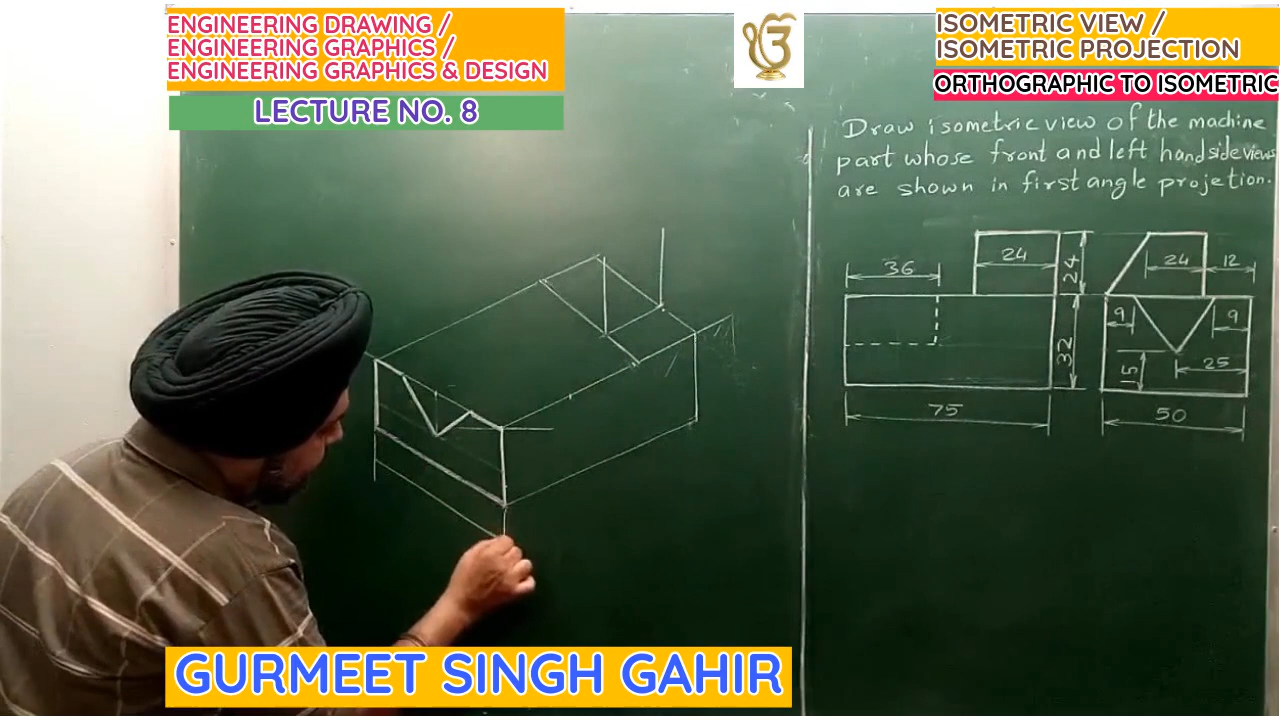 ENGINEERING DRAWING /
ENGINEERING GRAPHICS /
ENGINEERING GRAPHICS & DESIGN
LECTURE NO. 8
ੴ
ISOMETRIC VIEW /
ISOMETRIC PROJECTION
ORTHOGRAPHIC TO ISOMETRIC
Draw isometric view of the machine
part whose front and left handside views
are shown in first angle projetion.
36
24
24
24
12
32
9
9
15
25
75
50
GURMEET SINGH GAHIR